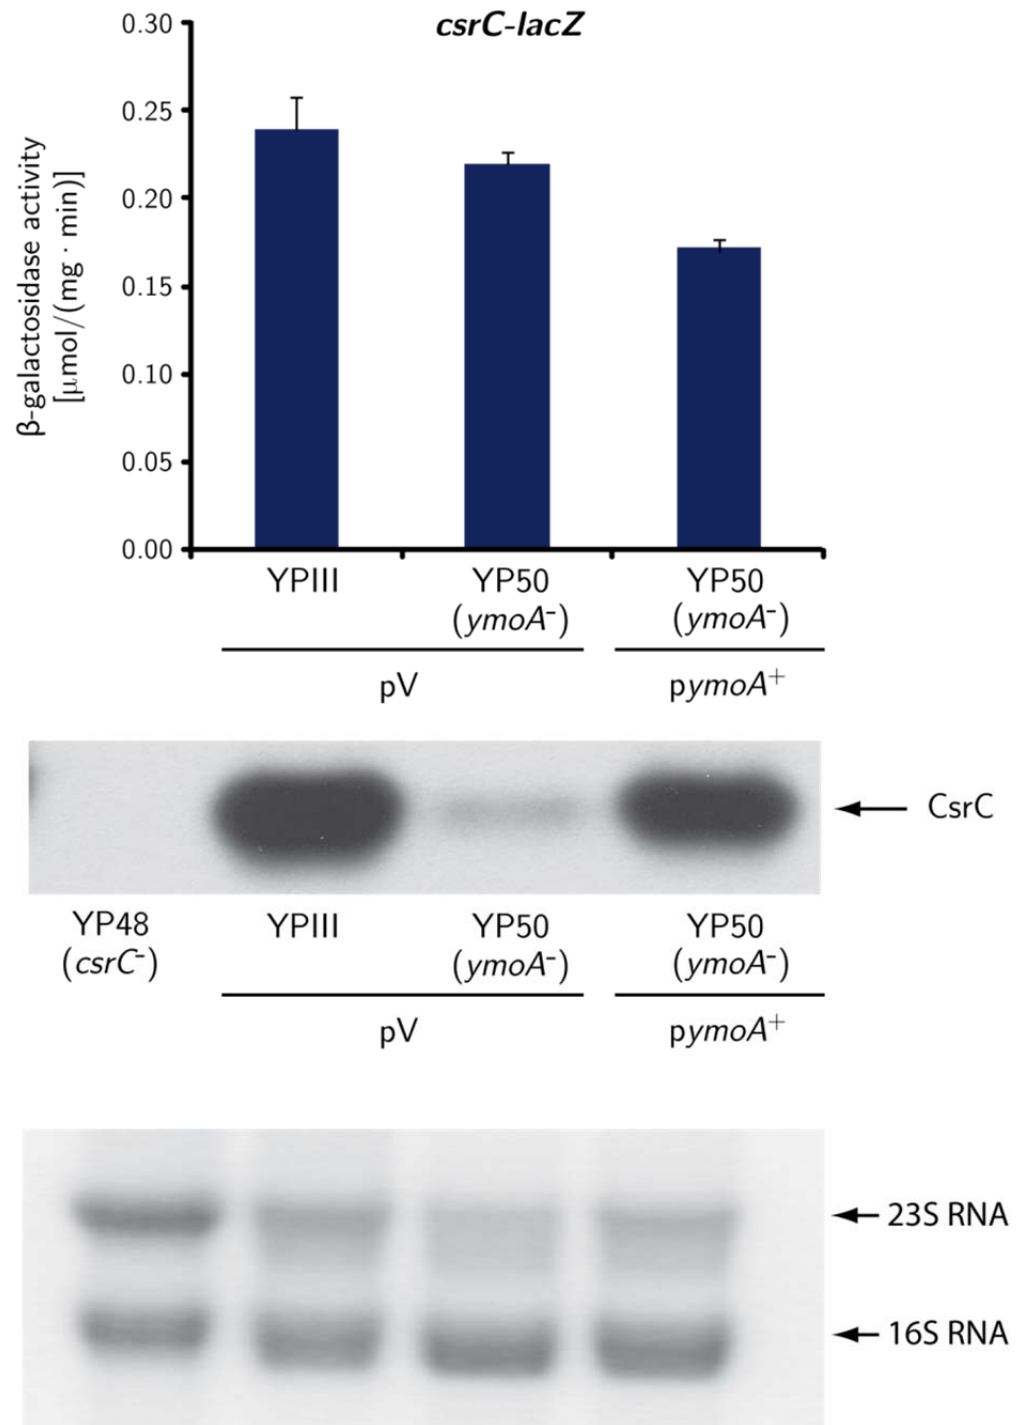 csrC-lacZ
β-galactosidase activity
[μmol/(mg · min)]
0.30
0.25
0.20
0.15
0.10
0.05
0.00
YPIII YP50 YP50
(ymoA-) (ymoA-)
pV pymoA+
CsrC
YP48 YPIII YP50 YP50
(csrC-) (ymoA-) (ymoA-)
pV pymoA+
23S RNA
16S RNA